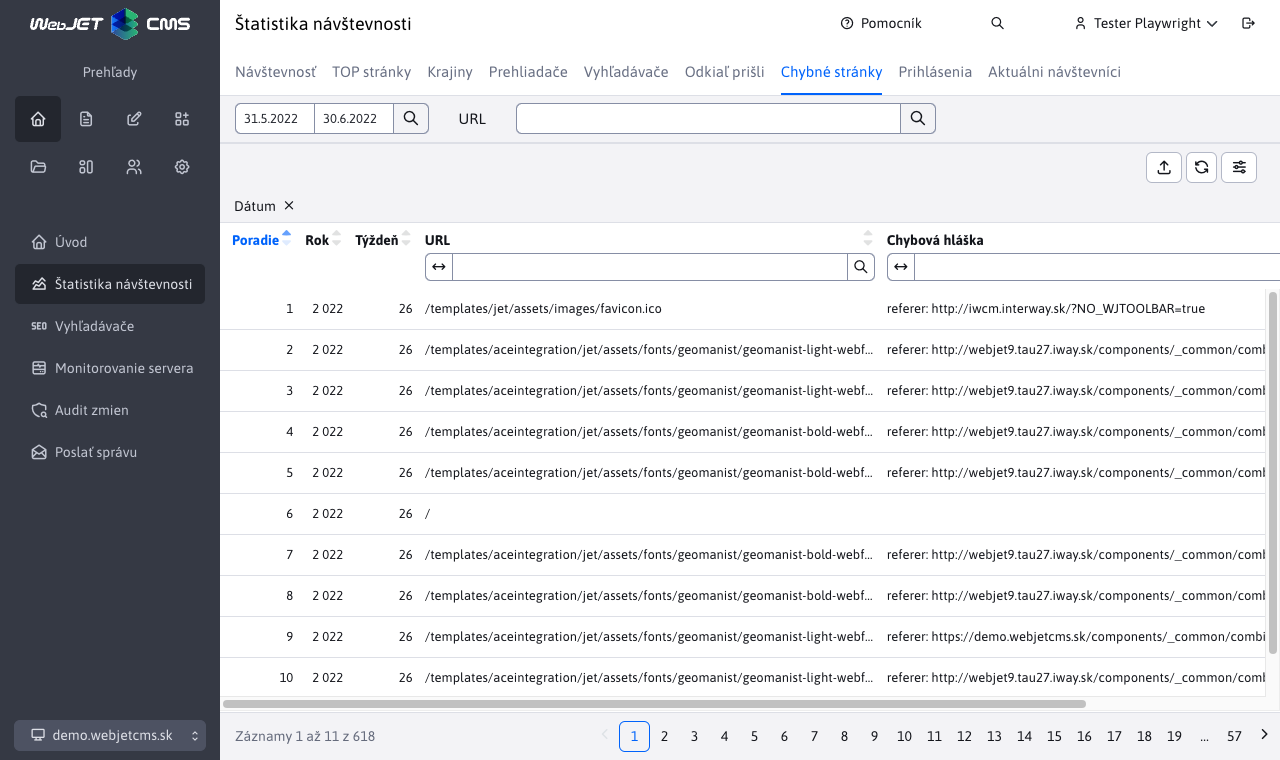 WebJET CMS
Štatistika návštevnosti
Pomocník
Tester Playwright
Prehľady
Návštevnosť TOP stránky Krajiny Prehliadače Vyhľadávače Odkiaľ prišli Chybné stránky Prihlásenia Aktuálni návštevníci
31.5.2022 30.6.2022 URL
Dátum
Úvod
Štatistika návštevnosti
SEO Vyhľadávače
Monitorovanie servera
Audit zmien
Poslať správu
demo.webjetcms.sk
Poradie Rok Týždeň URL Chybová hláška
1 2 022 26 /templates/jet/assets/images/favicon.ico referer: http://iwcm.interway.sk/?NO_WJTOOLBAR=true
2 2 022 26 /templates/aceintegration/jet/assets/fonts/geomanist/geomanist-light-webf... referer: http://webjet9.tau27.iway.sk/components/_common/comb
3 2 022 26 /templates/aceintegration/jet/assets/fonts/geomanist/geomanist-light-webf... referer: http://webjet9.tau27.iway.sk/components/_common/comb
4 2 022 26 /templates/aceintegration/jet/assets/fonts/geomanist/geomanist-bold-webf... referer: http://webjet9.tau27.iway.sk/components/_common/comb
5 2 022 26 /templates/aceintegration/jet/assets/fonts/geomanist/geomanist-bold-webf... referer: http://webjet9.tau27.iway.sk/components/_common/comb
6 2 022 26 /
7 2 022 26 /templates/aceintegration/jet/assets/fonts/geomanist/geomanist-bold-webf... referer: http://webjet9.tau27.iway.sk/components/_common/comb
8 2 022 26 /templates/aceintegration/jet/assets/fonts/geomanist/geomanist-bold-webf... referer: http://webjet9.tau27.iway.sk/components/_common/comb
9 2 022 26 /templates/aceintegration/jet/assets/fonts/geomanist/geomanist-light-webf... referer: https://demo.webjetcms.sk/components/_common/combi
10 2 022 26 /templates/aceintegration/jet/assets/fonts/geomanist/geomanist-light-webf... referer: http://webjet9.tau27.iway.sk/components/_common/comb
Záznamy 1 až 11 z 618
1 2 3 4 5 6 7 8 9 10 11 12 13 14 15 16 17 18 19 ... 57